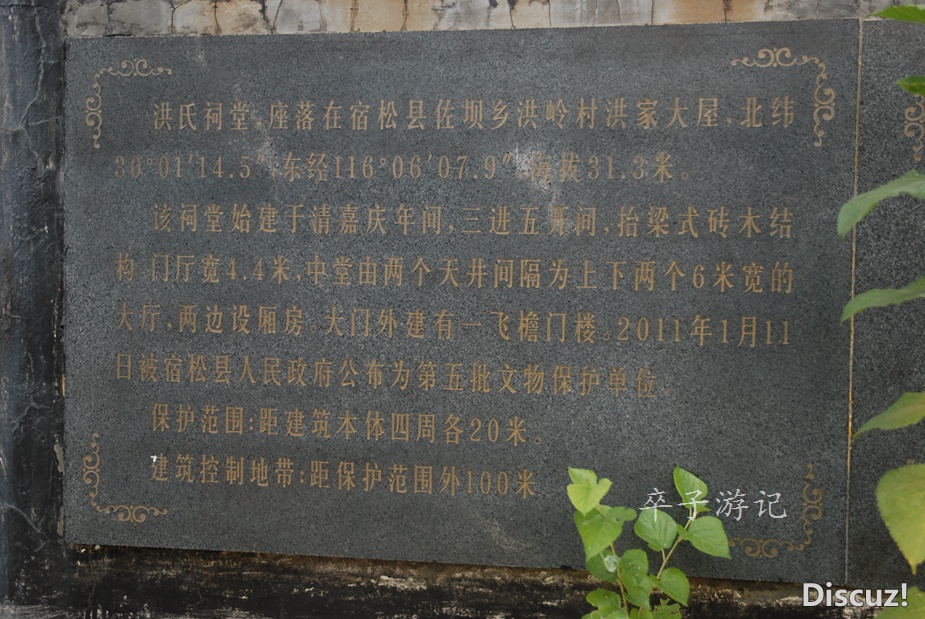 洪氏祠堂，座落在宿松县佐坝乡洪岭村洪家大屋，北纬
30°01′14.5″，东经116°06′07.9″，海拔31.3米。
该祠堂始建于清嘉庆年间，三进五开间，抬梁式砖木结
构，门厅宽4.4米，中堂由两个天井间隔为上下两个6米宽的
大厅，两边设厢房。大门外建有一飞檐门楼。2011年1月11
日被宿松县人民政府公布为第五批文物保护单位
保护范围：距建筑本体四周各20米。
建筑控制地带：距保护范围外100米
卒子游记
Discuz!